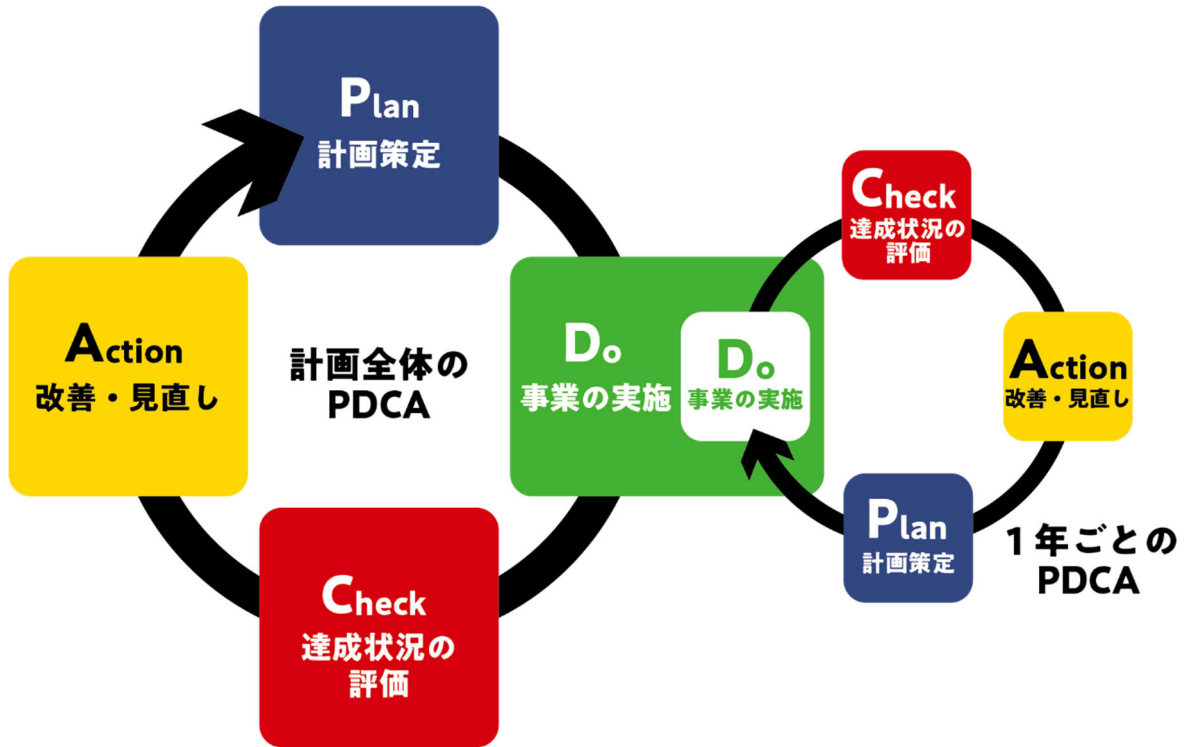 Plan
計画策定
Do
事業の実施
Check
達成状況の
評価
Action
改善・見直し
計画全体の
PDCA
Do
事業の実施
Check
達成状況の
評価
Action
改善・見直し
Plan
計画策定
1年ごとの
PDCA